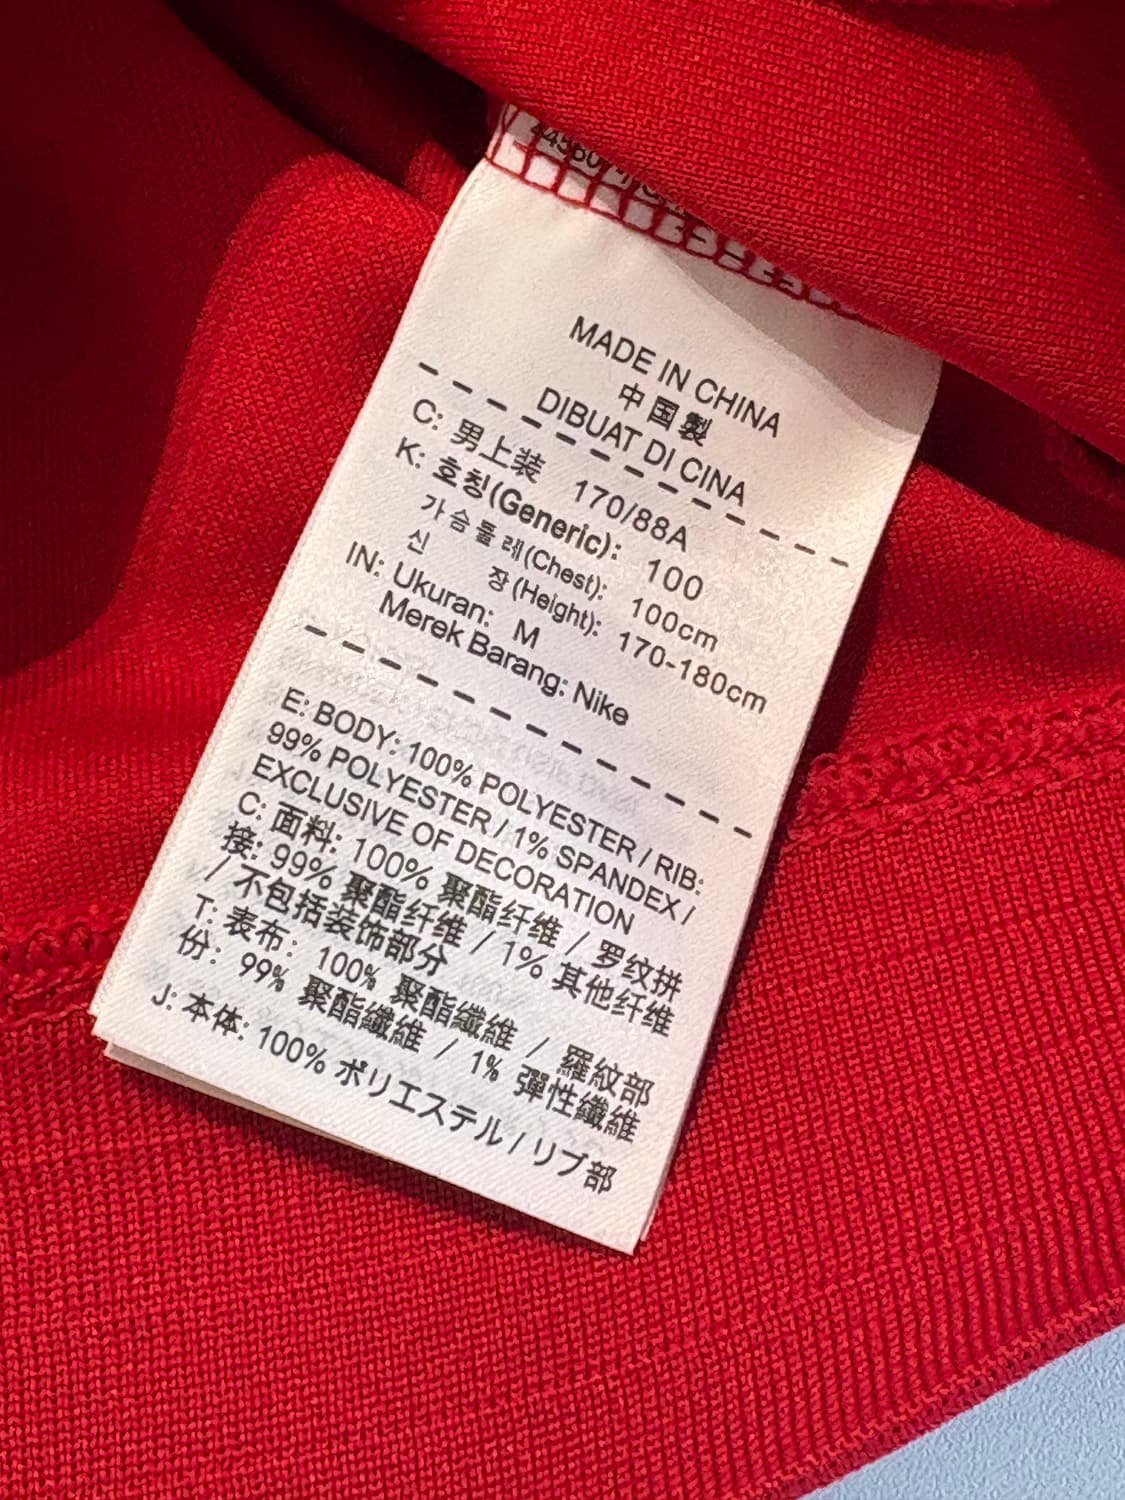 MADE IN CHINA
中国製
DIBUAT DI CINA
C: 男上装 170/88A
K: 호칭(Generic): 100
가슴둘레(Chest): 100cm
신 장(Height): 170-180cm
IN: Ukuran: M
Merek Barang: Nike
E: BODY: 100% POLYESTER / RIB:
99% POLYESTER / 1% SPANDEX /
EXCLUSIVE OF DECORATION
C: 面料: 100% 聚酯纤维 / 罗纹拼
接: 99% 聚酯纤维 / 1% 其他纤维
/ 不包括装饰部分
T: 表布: 100% 聚酯纖維 / 羅紋部
份: 99% 聚酯纖維 / 1% 彈性纖維
J: 本体: 100% ポリエステル / リブ部